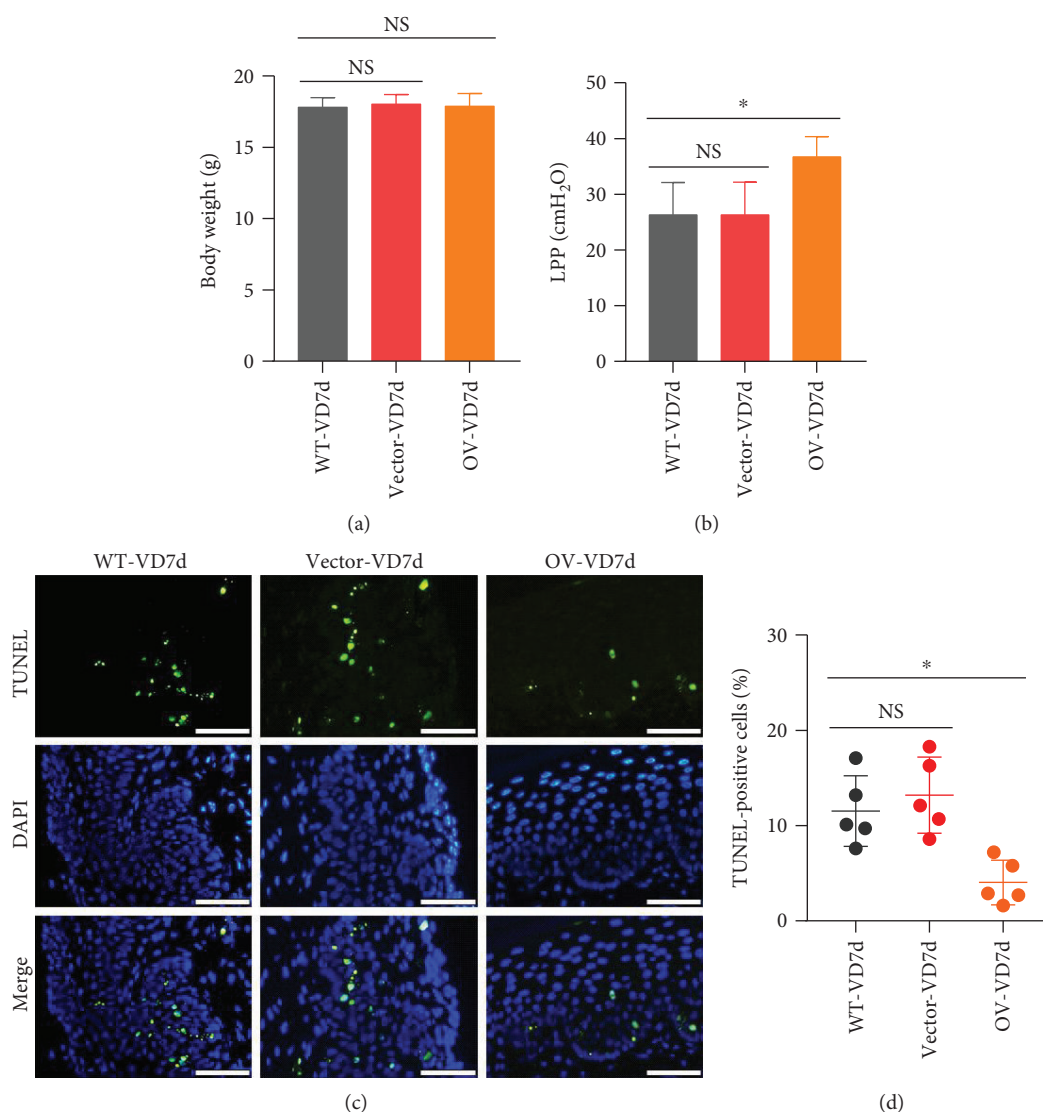 NS
NS
20
15
10
5
0
Body weight (g)
WT-VD7d
Vector-VD7d
OV-VD7d
(a)
*
NS
50
40
30
20
10
0
LPP (cmH₂O)
WT-VD7d
Vector-VD7d
OV-VD7d
(b)
WT-VD7d
Vector-VD7d
OV-VD7d
TUNEL
DAPI
Merge
(c)
*
NS
30
20
10
0
TUNEL-positive cells (%)
WT-VD7d
Vector-VD7d
OV-VD7d
(d)